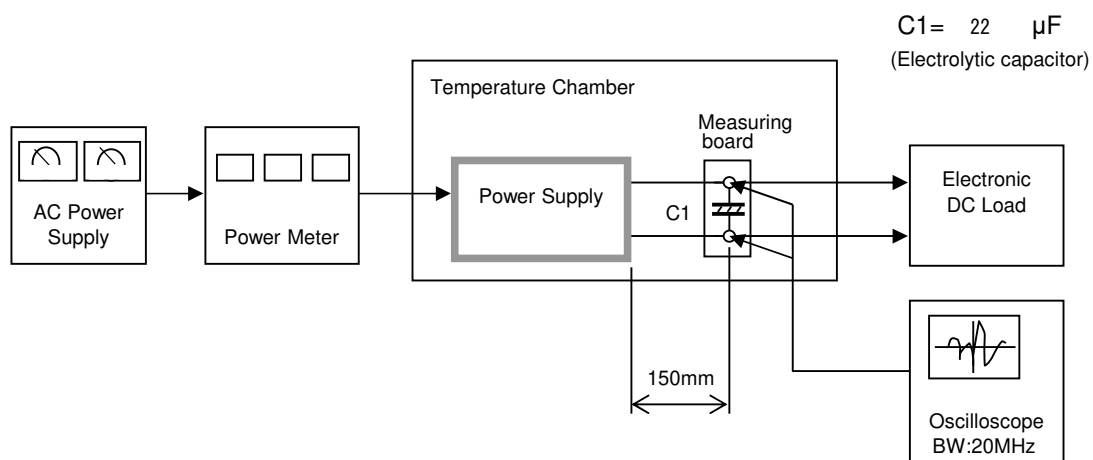 C1= 22 µF
(Electrolytic capacitor)
Temperature Chamber
Measuring
board
AC Power
Supply
Power Meter
Power Supply
C1
Electronic
DC Load
150mm
Oscilloscope
BW:20MHz